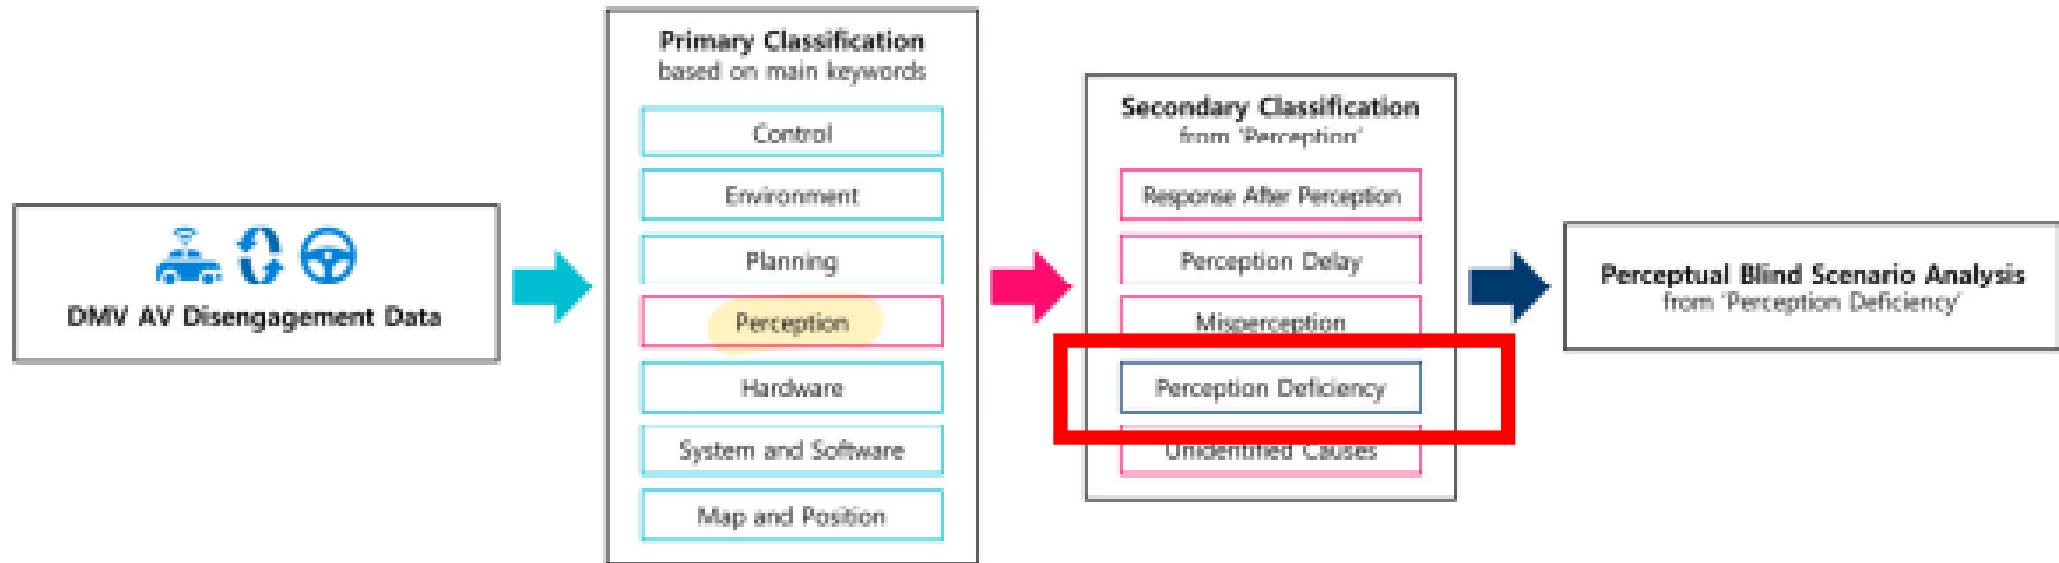 DMV AV Disengagement Data
Primary Classification
based on main keywords
Control
Environment
Planning
Perception
Hardware
System and Software
Map and Position
Secondary Classification
from 'Perception'
Response After Perception
Perception Delay
Misperception
Perception Deficiency
Unidentified Causes
Perceptual Blind Scenario Analysis
from 'Perception Deficiency'